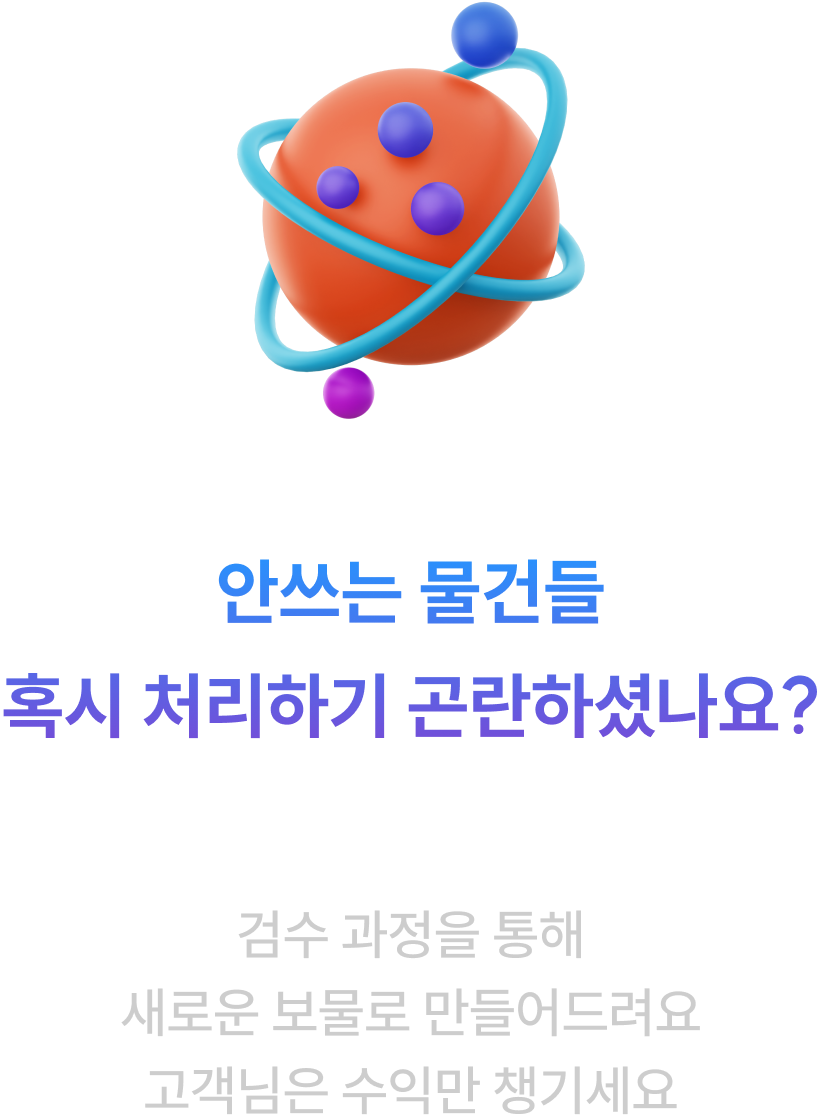 안쓰는 물건들
혹시 처리하기 곤란하셨나요?
검수 과정을 통해
새로운 보물로 만들어드려요
고객님은 수익만 챙기세요